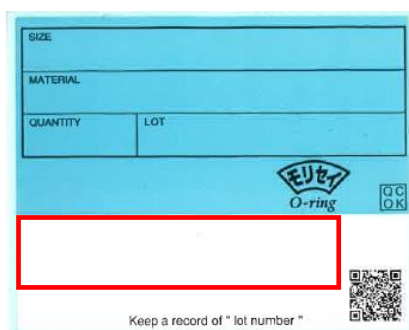 SIZE
MATERIAL
QUANTITY LOT
モリセイ
O-ring
QC
OK
Keep a record of " lot number "